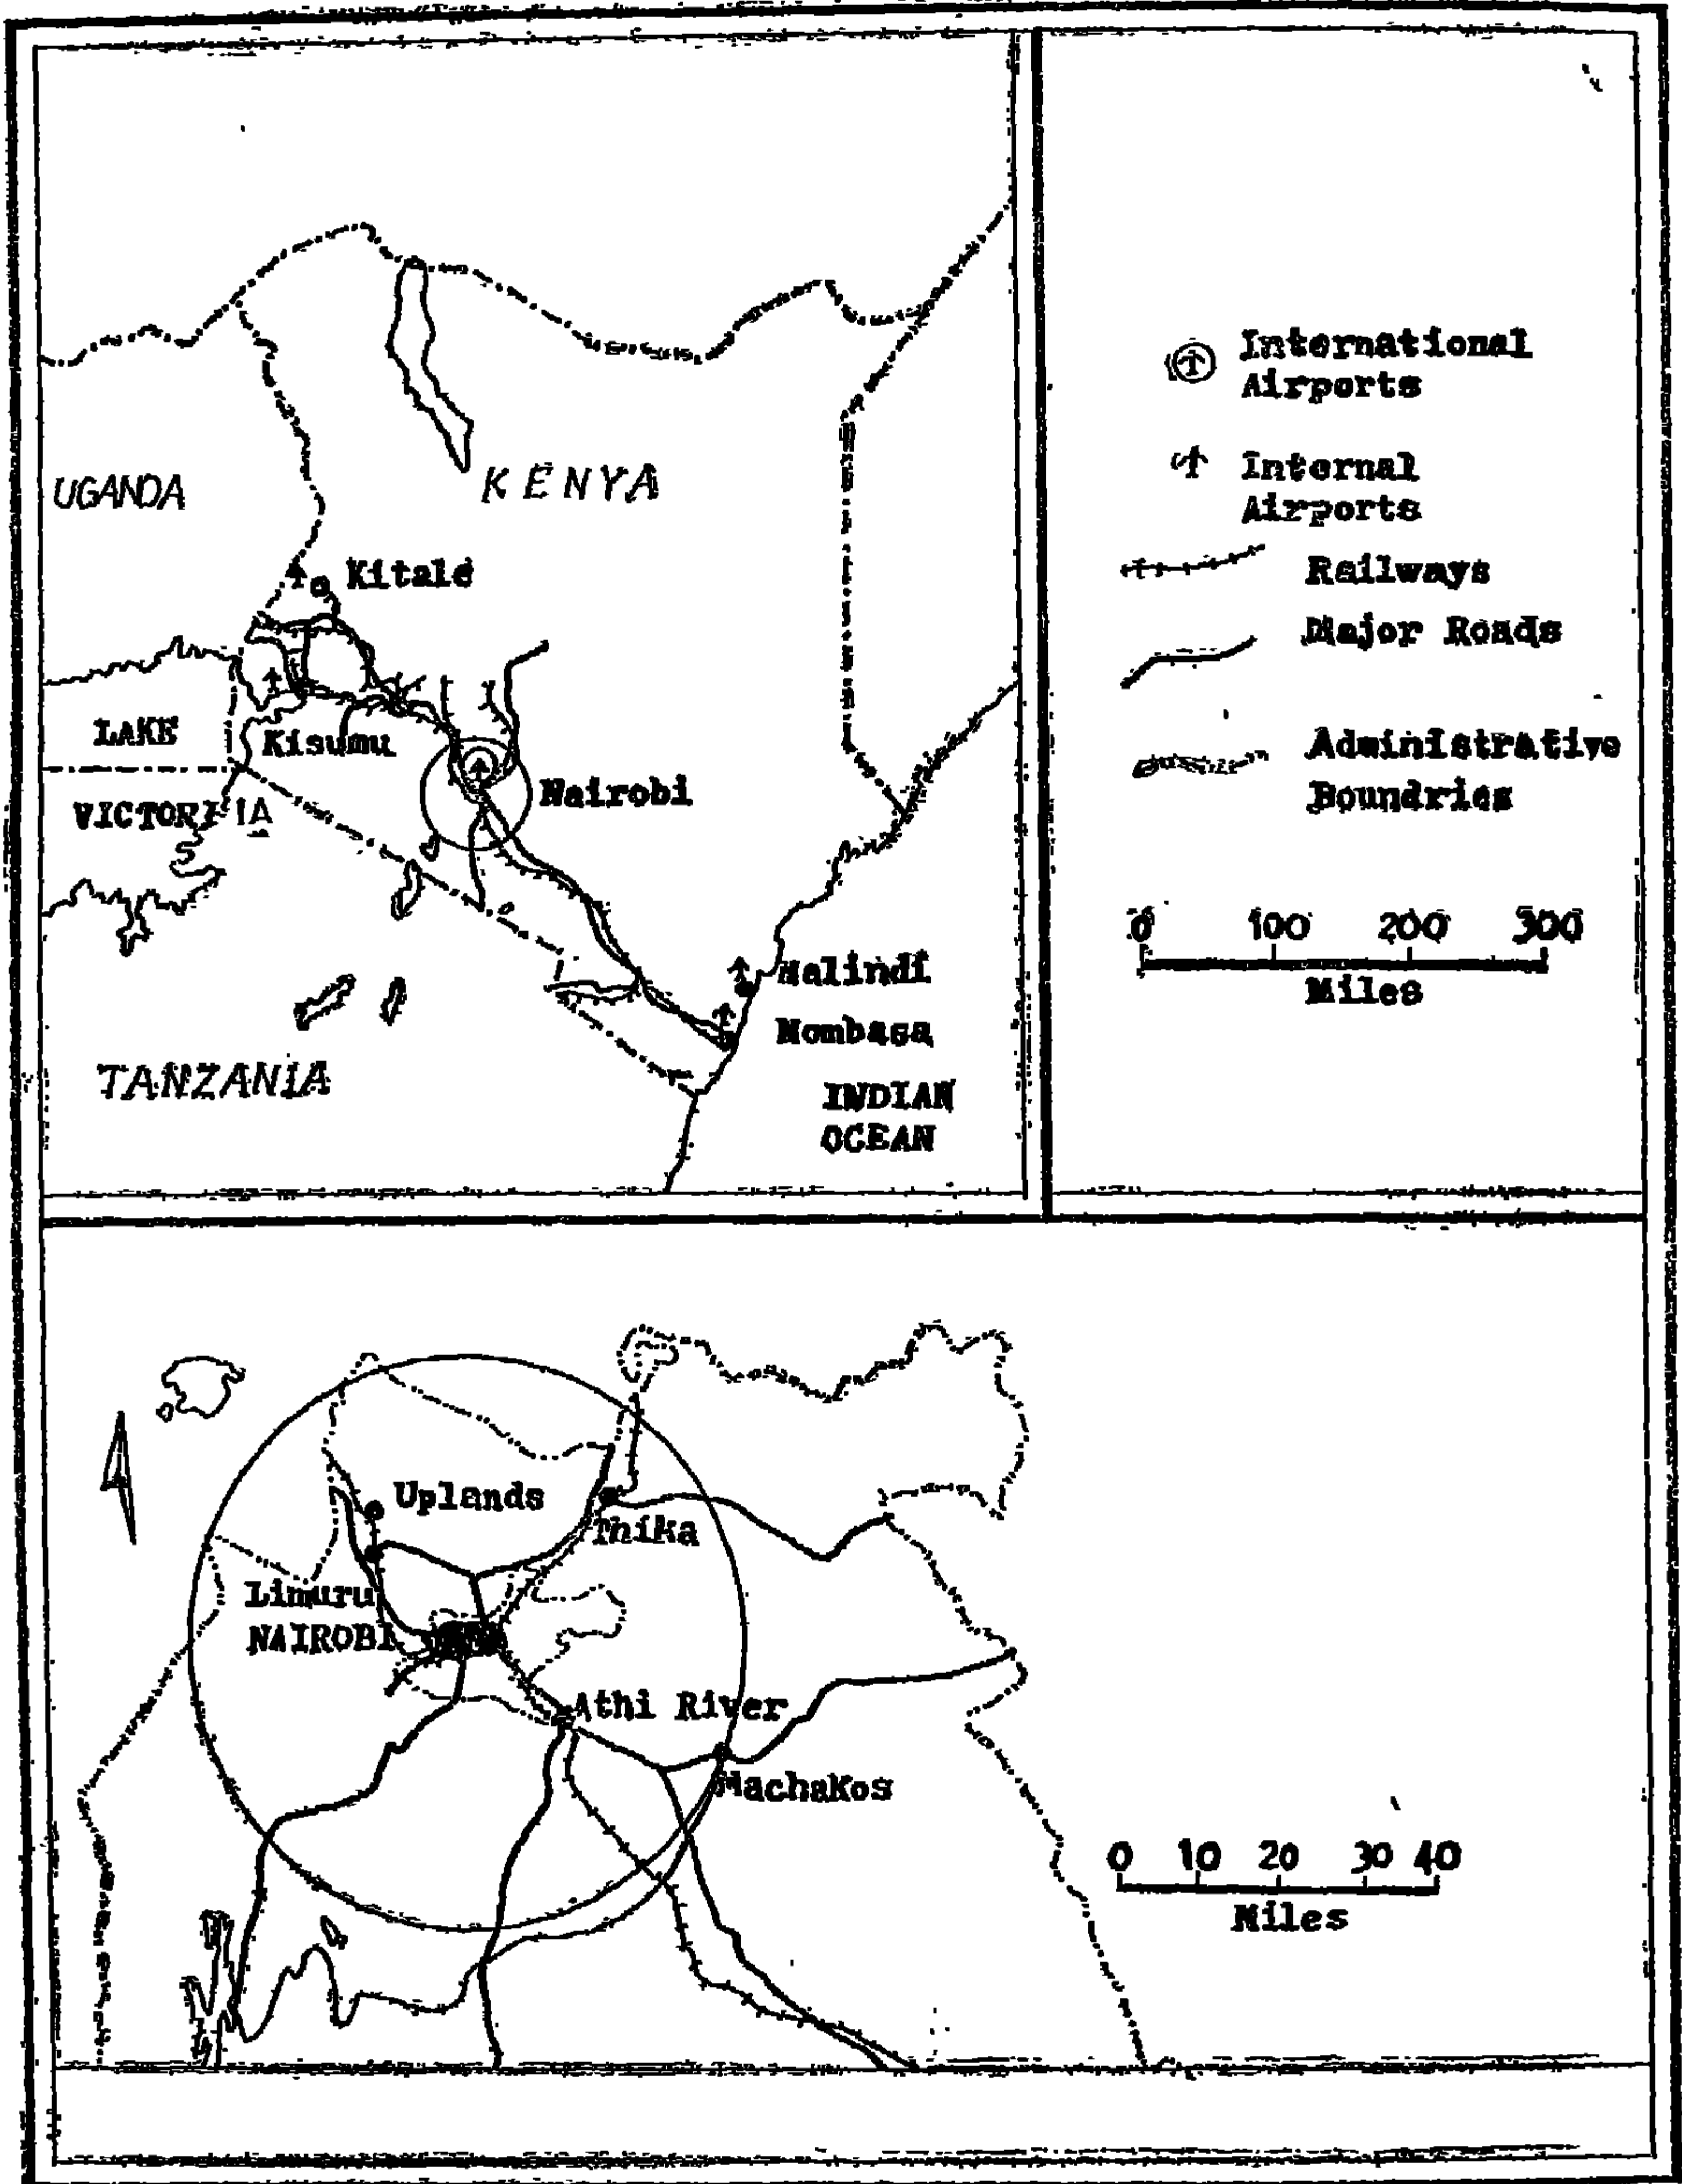 UGANDA
KENYA
Kitale
LAKE
VICTORIA
Kisumu
Nairobi
Malindi
Mombasa
TANZANIA
INDIAN
OCEAN
International
Airports
Internal
Airports
Railways
Major Roads
Administrative
Boundries
0 100 200 300
Miles
Uplands
Thika
Limuru
NAIROBI
Athi River
Machakos
0 10 20 30 40
Miles